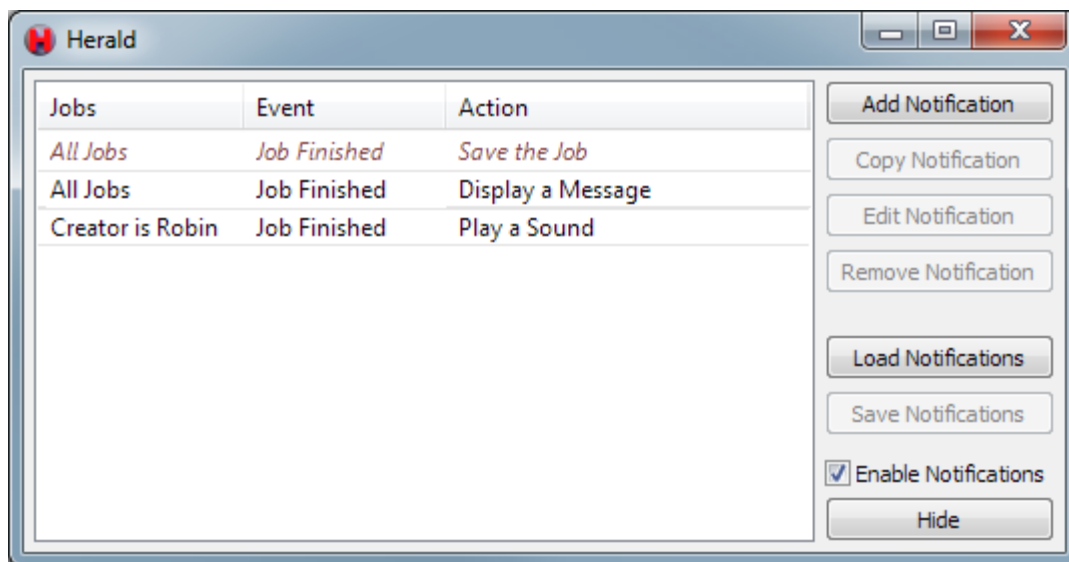 Herald
Jobs Event Action
All Jobs Job Finished Save the Job
All Jobs Job Finished Display a Message
Creator is Robin Job Finished Play a Sound
Add Notification
Copy Notification
Edit Notification
Remove Notification
Load Notifications
Save Notifications
Enable Notifications
Hide